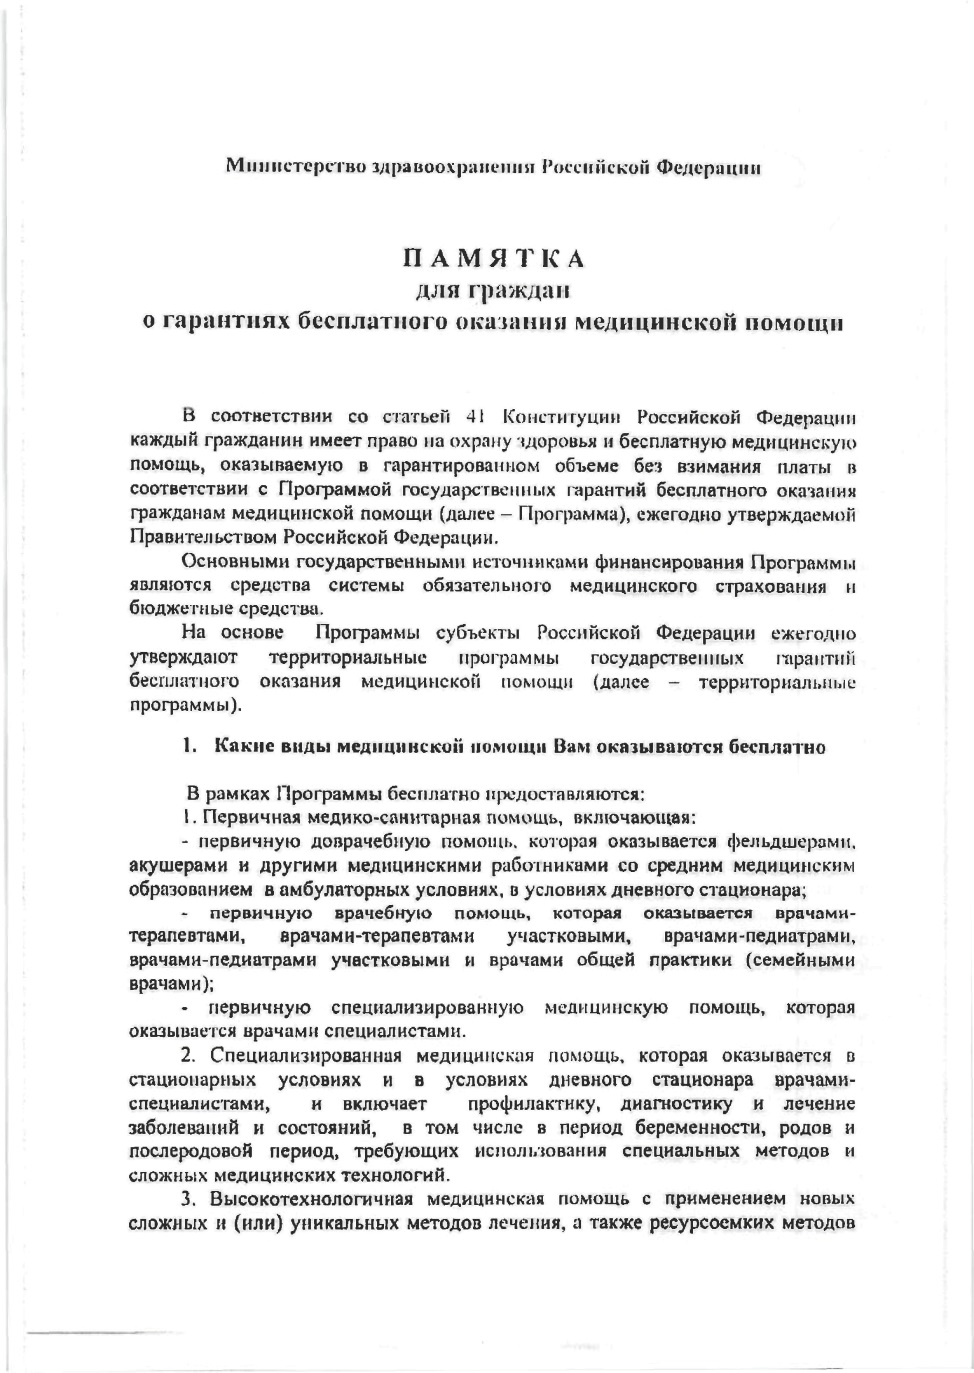 Министерство здравоохранения Российской Федерации
П А М Я Т К А
для граждан
о гарантиях бесплатного оказания медицинской помощи
В соответствии со статьей 41 Конституции Российской Федерации
каждый гражданин имеет право на охрану здоровья и бесплатную медицинскую
помощь, оказываемую в гарантированном объеме без взимания платы в
соответствии с Программой государственных гарантий бесплатного оказания
гражданам медицинской помощи (далее – Программа), ежегодно утверждаемой
Правительством Российской Федерации.
Основными государственными источниками финансирования Программы
являются средства системы обязательного медицинского страхования и
бюджетные средства.
На основе Программы субъекты Российской Федерации ежегодно
утверждают территориальные программы государственных гарантий
бесплатного оказания медицинской помощи (далее – территориальные
программы).
1. Какие виды медицинской помощи Вам оказываются бесплатно
В рамках Программы бесплатно предоставляются:
1. Первичная медико-санитарная помощь, включающая:
- первичную доврачебную помощь, которая оказывается фельдшерами,
акушерами и другими медицинскими работниками со средним медицинским
образованием в амбулаторных условиях, в условиях дневного стационара;
- первичную врачебную помощь, которая оказывается врачами-
терапевтами, врачами-терапевтами участковыми, врачами-педиатрами,
врачами-педиатрами участковыми и врачами общей практики (семейными
врачами);
- первичную специализированную медицинскую помощь, которая
оказывается врачами специалистами.
2. Специализированная медицинская помощь, которая оказывается в
стационарных условиях и в условиях дневного стационара врачами-
специалистами, и включает профилактику, диагностику и лечение
заболеваний и состояний, в том числе в период беременности, родов и
послеродовой период, требующих использования специальных методов и
сложных медицинских технологий.
3. Высокотехнологичная медицинская помощь с применением новых
сложных и (или) уникальных методов лечения, а также ресурсоемких методов